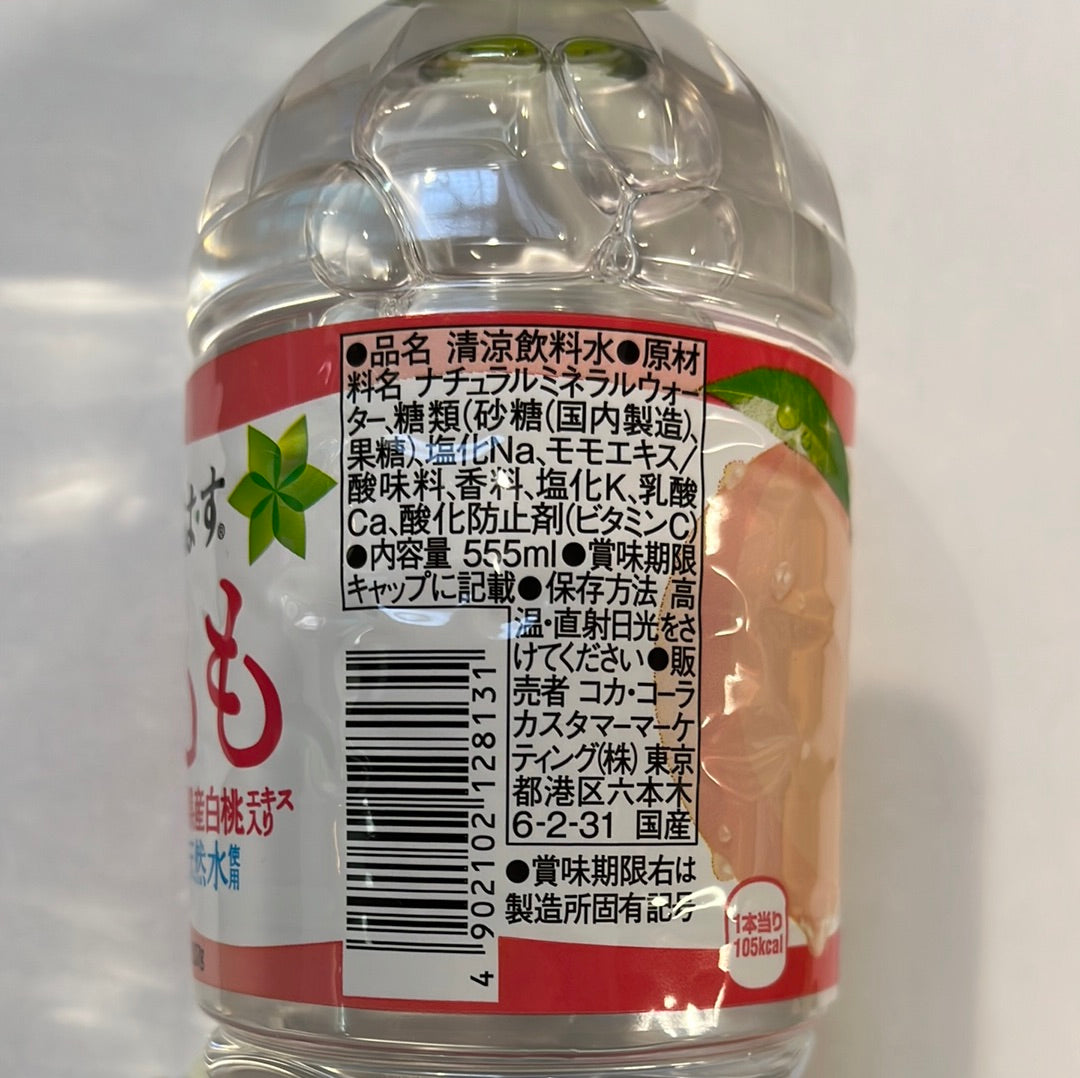 ●品名 清涼飲料水●原材
料名 ナチュラルミネラルウォー
ター、糖類(砂糖(国内製造)、
果糖)、塩化Na、モモエキス/
酸味料、香料、塩化K、乳酸
Ca、酸化防止剤(ビタミンC)
●内容量 555ml●賞味期限
キャップに記載●保存方法 高
温・直射日光をさ
けてください●販
売者 コカ・コーラ
カスタマーマーケ
ティング(株) 東京
都港区六本木
6-2-31 国産
●賞味期限右は
製造所固有記号
4 902102 128131
す®
も
産白桃エキス入り
然水使用
1本当り
105kcal